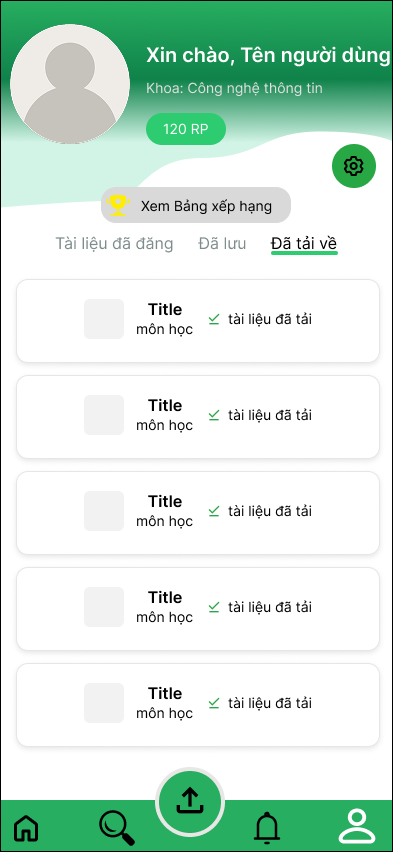 Xin chào, Tên người dùng
Khoa: Công nghệ thông tin
120 RP
Xem Bảng xếp hạng
Tài liệu đã đăng Đã lưu Đã tải về
Title
môn học
tài liệu đã tải
Title
môn học
tài liệu đã tải
Title
môn học
tài liệu đã tải
Title
môn học
tài liệu đã tải
Title
môn học
tài liệu đã tải